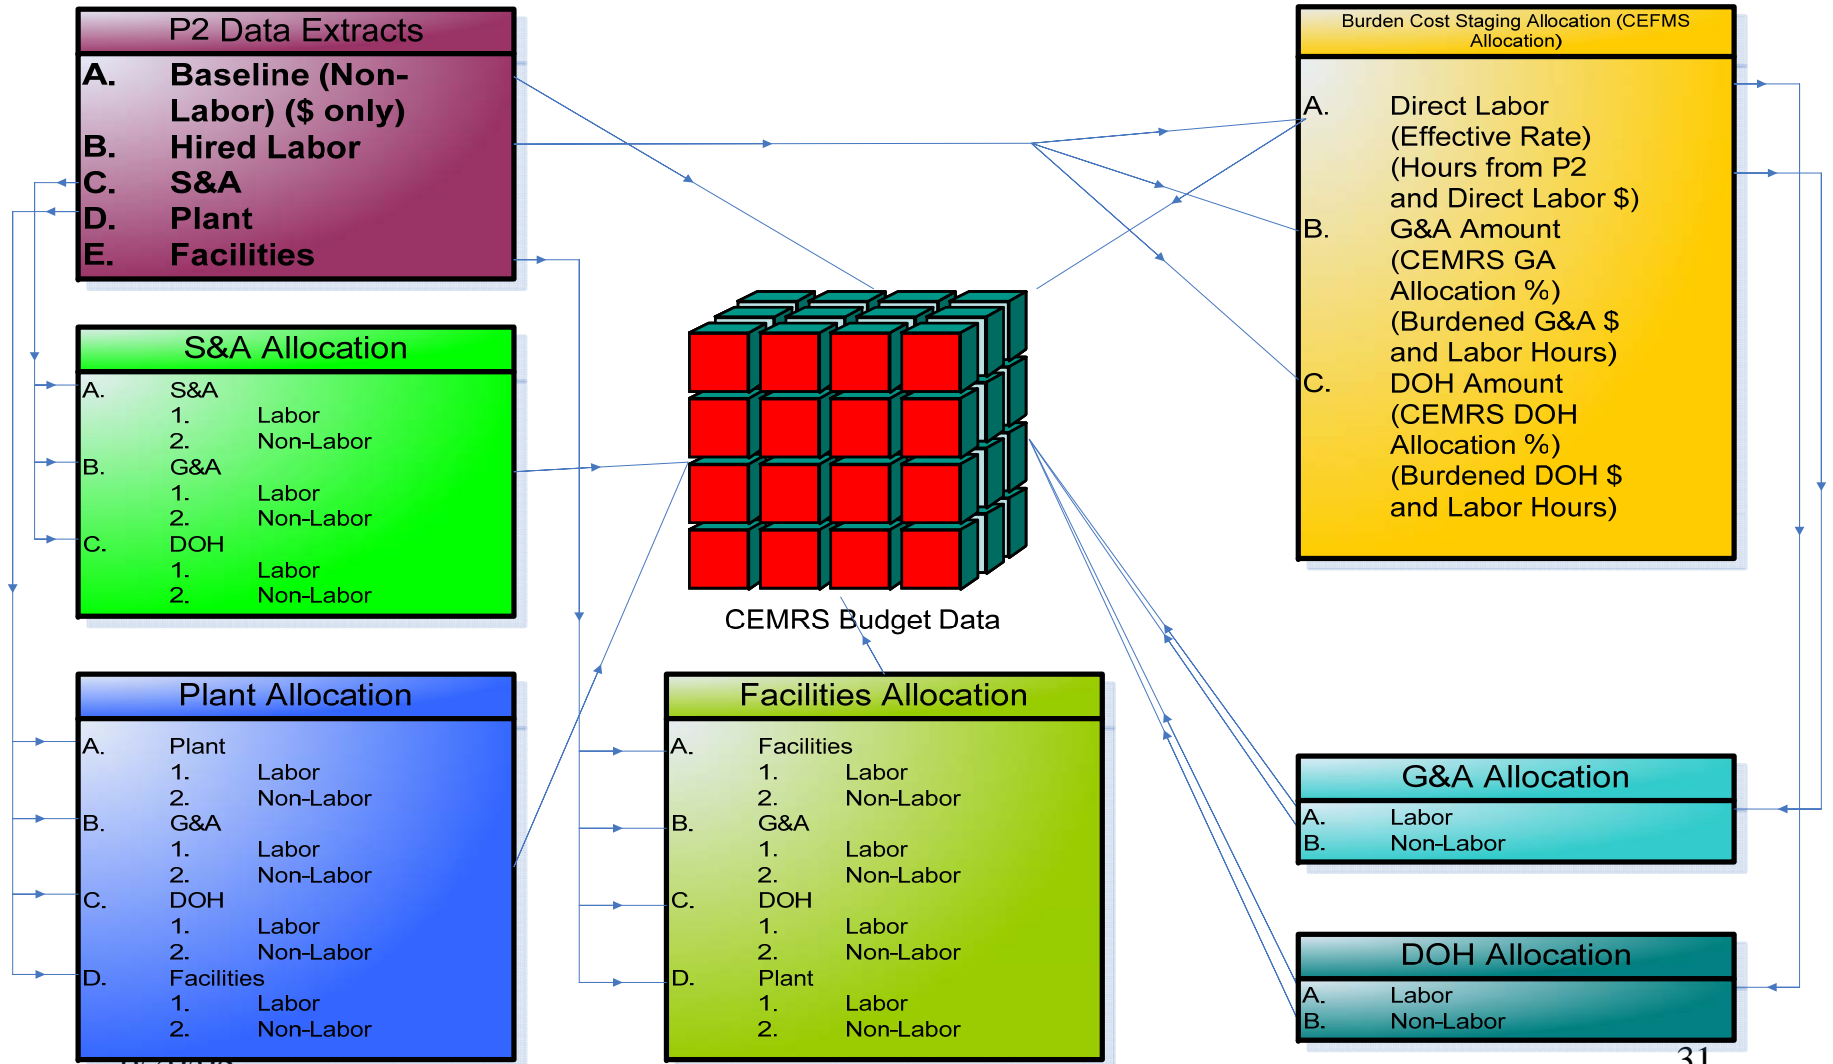 P2 Data Extracts
A. Baseline (Non-
Labor) ($ only)
B. Hired Labor
C. S&A
D. Plant
E. Facilities
S&A Allocation
A. S&A
1. Labor
2. Non-Labor
B. G&A
1. Labor
2. Non-Labor
C. DOH
1. Labor
2. Non-Labor
Plant Allocation
A. Plant
1. Labor
2. Non-Labor
B. G&A
1. Labor
2. Non-Labor
C. DOH
1. Labor
2. Non-Labor
D. Facilities
1. Labor
2. Non-Labor
CEMRS Budget Data
Facilities Allocation
A. Facilities
1. Labor
2. Non-Labor
B. G&A
1. Labor
2. Non-Labor
C. DOH
1. Labor
2. Non-Labor
D. Plant
1. Labor
2. Non-Labor
Burden Cost Staging Allocation (CEFMS
Allocation)
A. Direct Labor
(Effective Rate)
(Hours from P2
and Direct Labor $)
B. G&A Amount
(CEMRS GA
Allocation %)
(Burdened G&A $
and Labor Hours)
C. DOH Amount
(CEMRS DOH
Allocation %)
(Burdened DOH $
and Labor Hours)
G&A Allocation
A. Labor
B. Non-Labor
DOH Allocation
A. Labor
B. Non-Labor
31